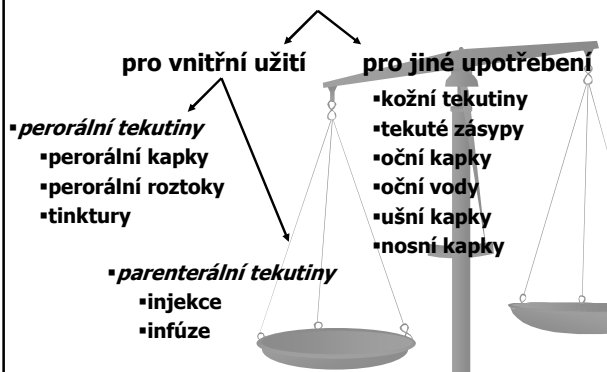 pro vnitřní užití
▪perorální tekutiny
▪perorální kapky
▪perorální roztoky
▪tinktury
▪parenterální tekutiny
▪injekce
▪infúze
pro jiné upotřebení
▪kožní tekutiny
▪tekuté zásypy
▪oční kapky
▪oční vody
▪ušní kapky
▪nosní kapky